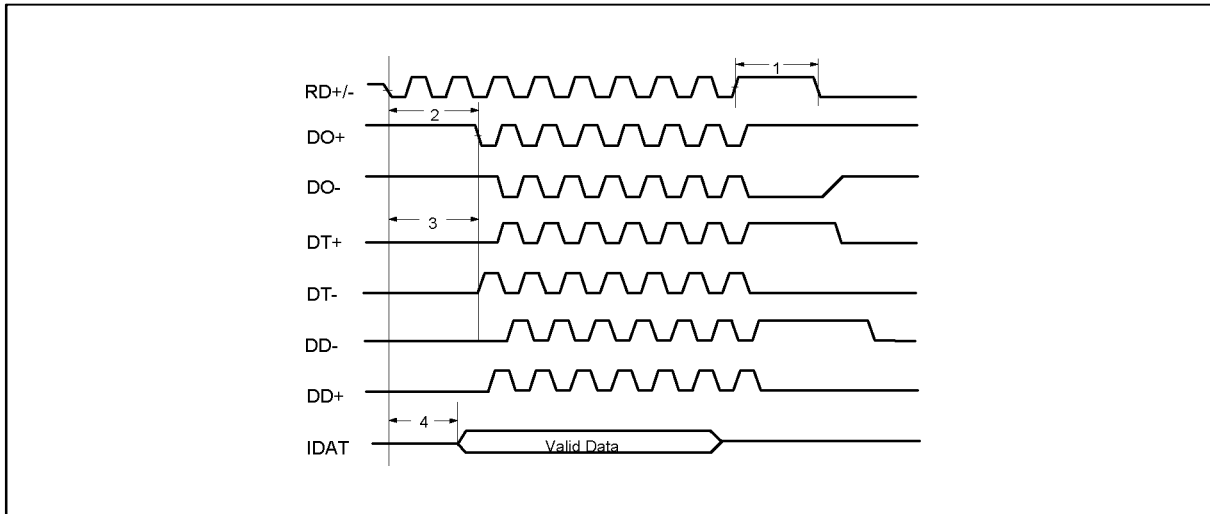 1
RD+/-
2
DO+
DO-
3
DT+
DT-
DD-
DD+
4
IDAT
Valid Data